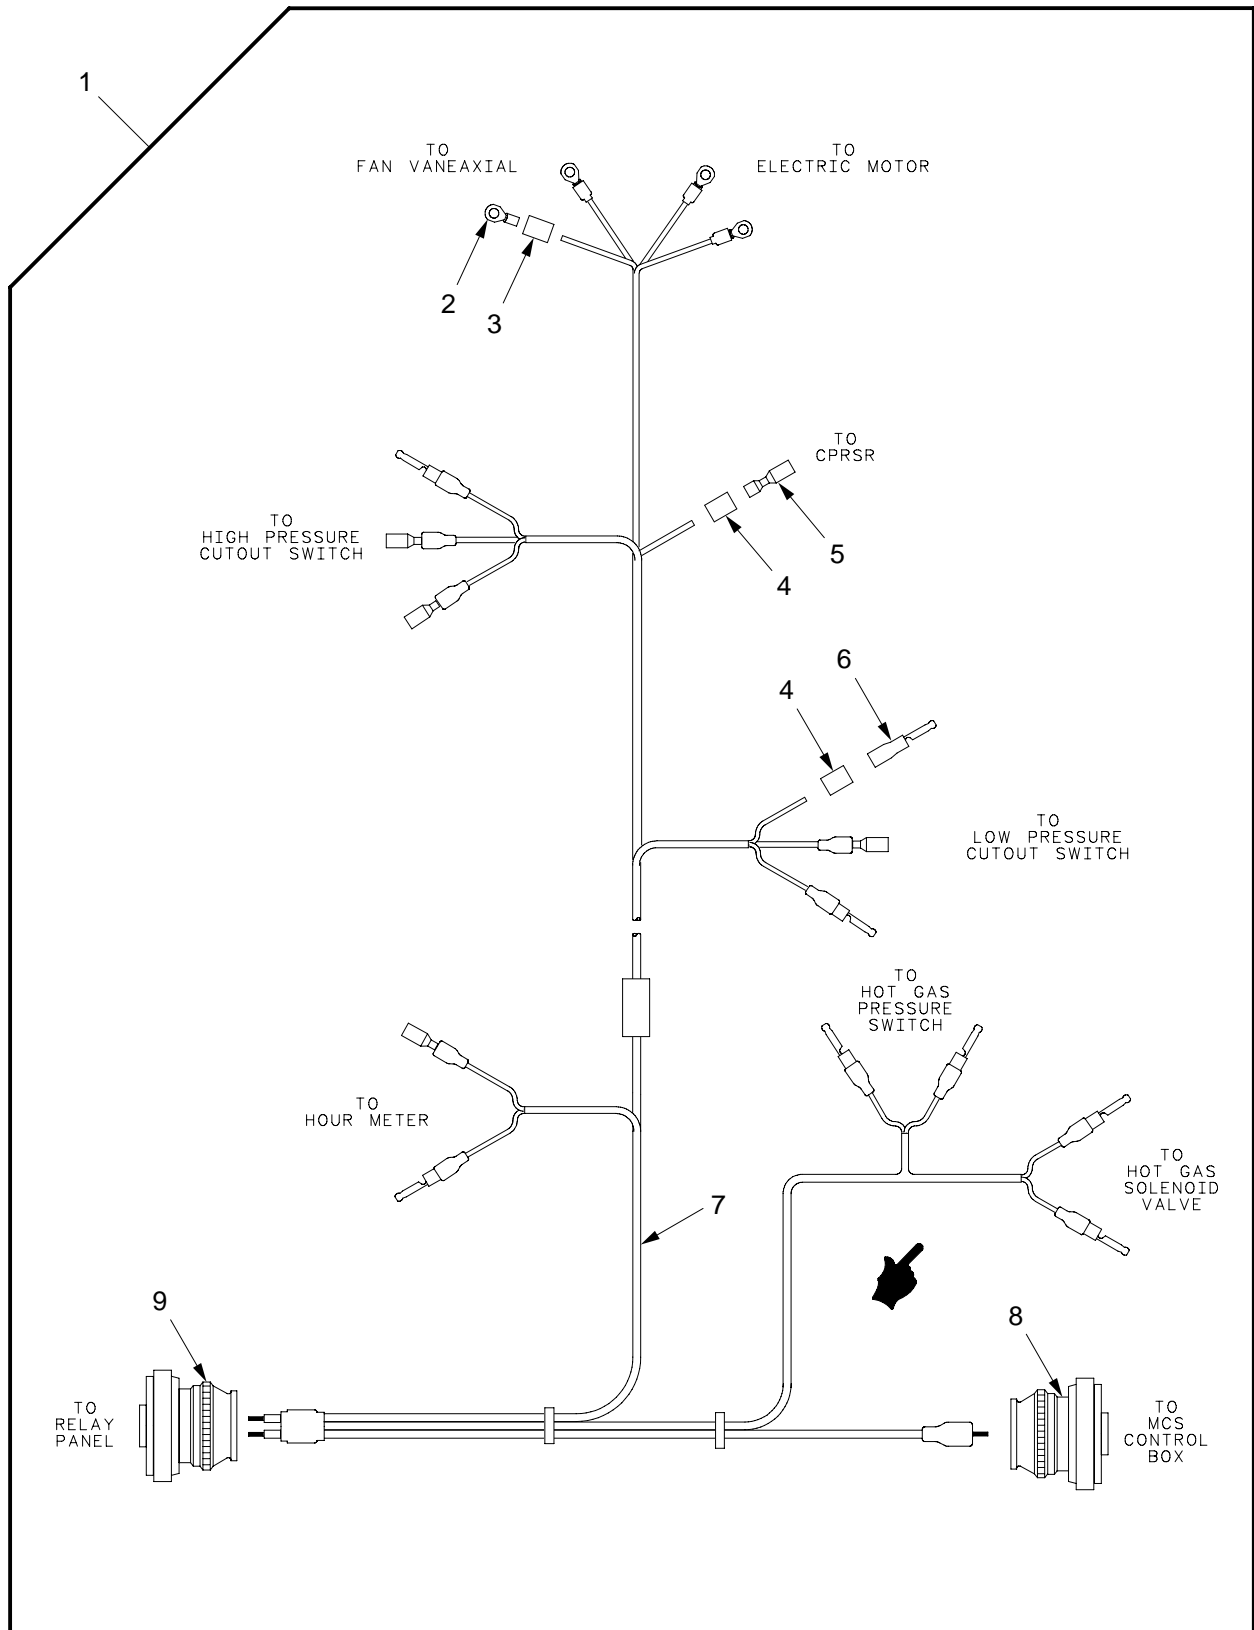 1
TO
FAN VANEAXIAL
TO
ELECTRIC MOTOR
2
3
TO
CPRSR
TO
HIGH PRESSURE
CUTOUT SWITCH
5
4
6
4
TO
LOW PRESSURE
CUTOUT SWITCH
TO
HOT GAS
PRESSURE
SWITCH
TO
HOUR METER
TO
HOT GAS
SOLENOID
VALVE
7
9
8
TO
RELAY
PANEL
TO
MCS
CONTROL
BOX